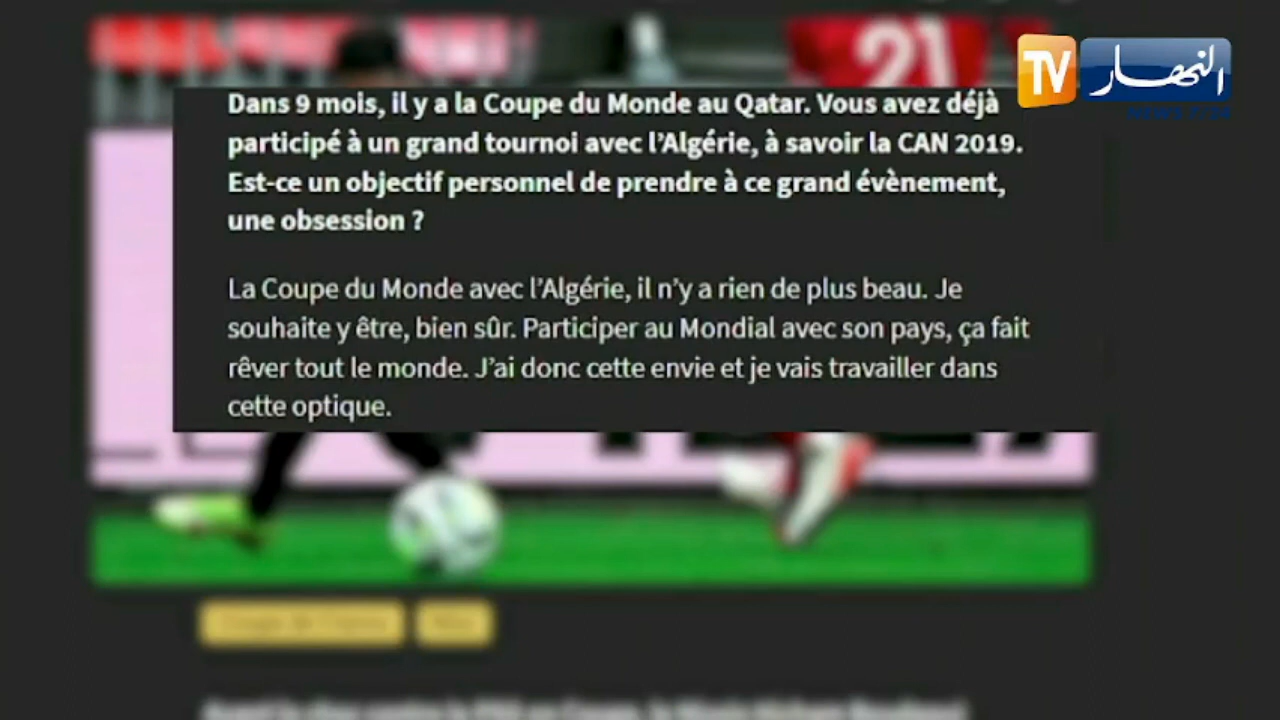 21
TV النهار
Dans 9 mois, il y a la Coupe du Monde au Qatar. Vous avez déjà
participé à un grand tournoi avec l’Algérie, à savoir la CAN 2019.
Est-ce un objectif personnel de prendre à ce grand évènement,
une obsession ?
La Coupe du Monde avec l’Algérie, il n’y a rien de plus beau. Je
souhaite y être, bien sûr. Participer au Mondial avec son pays, ça fait
rêver tout le monde. J’ai donc cette envie et je vais travailler dans
cette optique.